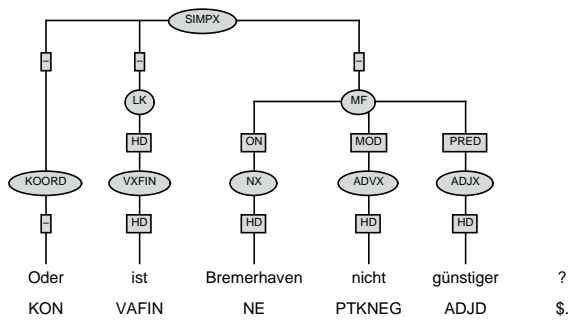 SIMPX
– – –
LK MF
HD ON MOD PRED
KOORD VXFIN NX ADVX ADJX
– HD HD HD HD
Oder ist Bremerhaven nicht günstiger ?
KON VAFIN NE PTKNEG ADJD $.